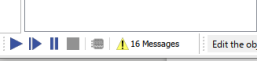 16 Messages
Edit the ob